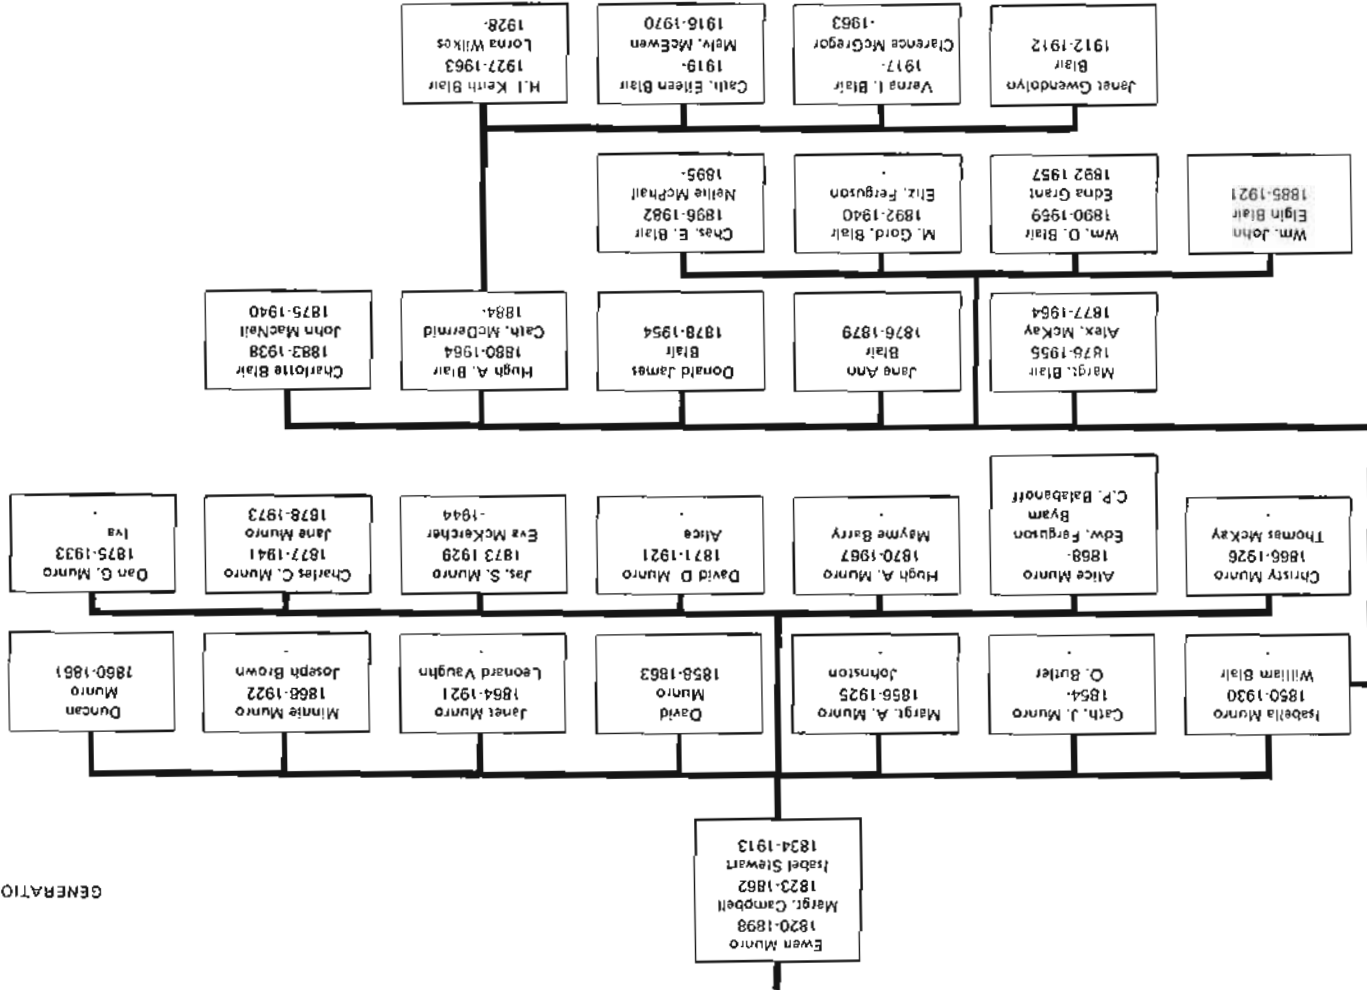 Ewen Munro
1820-1898
Margr. Campbell
1823-1862
Isabel Stewart
1834-1913
GENERATIO
Isabella Munro
1850-1930
William Blair
-
Cath. J. Munro
1854-
O. Butler
-
Margt. A. Munro
1856-1925
Johnston
David
Munro
1858-1863
Janet Munro
1864-1921
Leonard Vaughn
-
Minnie Munro
1868-1922
Joseph Brown
-
Duncan
Munro
1860-1861
Christy Munro
1866-1926
Thomas McKay
-
Alice Munro
1868-
Edw. Ferguson
Byam
C.P. Balabanoff
Hugh A. Munro
1870-1967
Mayme Barry
-
David D Munro
1871-1921
Alice
-
Jas. S. Munro
1873 1929
Eva McKercher
-1944
Charles C. Munro
1877-1941
Jane Munro
1878-1973
Dan G. Munro
1875-1933
Iva
-
Margt. Blair
1876-1955
Alex. McKay
1877-1964
Jane Ann
Blair
1876-1879
Donald James
Blair
1878-1954
Hugh A. Blair
1880-1964
Cath. McDermid
1884-
Charlotte Blair
1883-1938
John MacNeil
1875-1940
Wm. John
Elgin Blair
1885-1921
Wm. D. Blair
1890-1959
Edna Grant
1892 1957
M. Gord. Blair
1892-1940
Eliz. Ferguson
-
Chas. E. Blair
1896-1982
Nellie McPhail
1895-
Janet Gwendolyn
Blair
1912-1912
Verna I. Blair
1917-
Clarence McGregor
-1963
Cath. Eileen Blair
1919-
Melv. McEwen
1916-1970
H.I Keith Blair
1927-1963
Lorna Wilkes
1928-